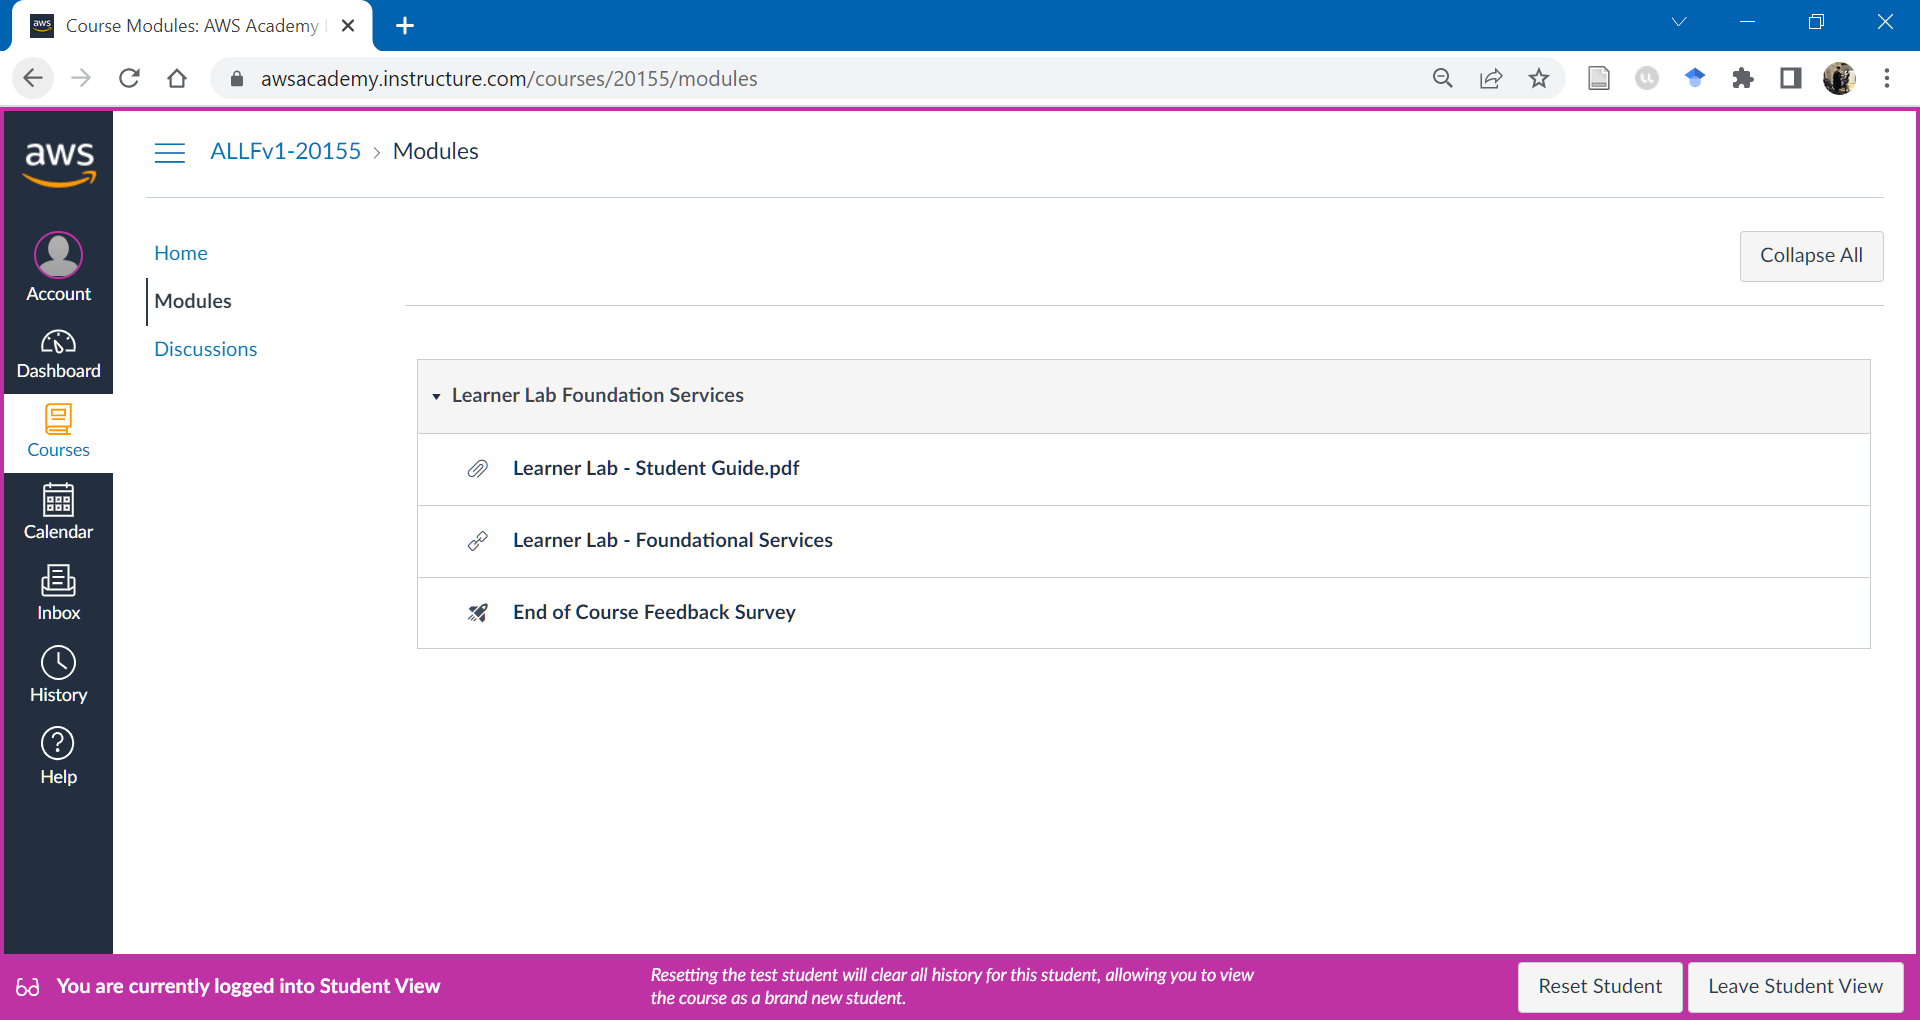 aws
Course Modules: AWS Academy
awsacademy.instructure.com/courses/20155/modules
aws
ALLFv1-20155 > Modules
Account
Dashboard
Courses
Calendar
Inbox
History
Help
Home
Modules
Discussions
Collapse All
Learner Lab Foundation Services
Learner Lab - Student Guide.pdf
Learner Lab - Foundational Services
End of Course Feedback Survey
You are currently logged into Student View
Resetting the test student will clear all history for this student, allowing you to view
the course as a brand new student.
Reset Student
Leave Student View